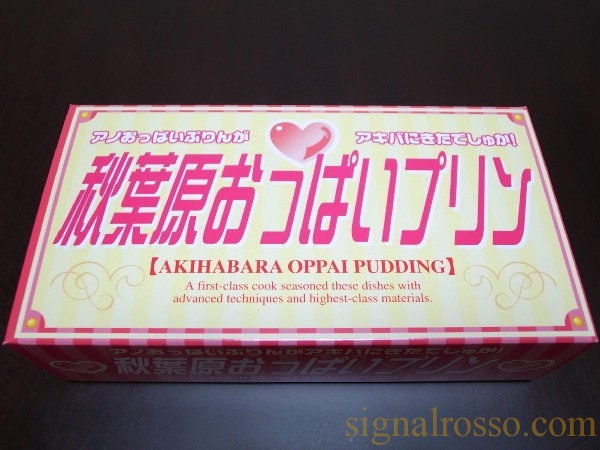 アノおっぱいぷりんが アキバにきたでしゅが!
秋葉原おっぱいプリン
【AKIHABARA OPPAI PUDDING】
A first-class cook seasoned these dishes with
advanced techniques and highest-class materials.
アノおっぱいぷりんがアキバにきたでしゅが!
秋葉原おっぱいプリン
signalrosso.com